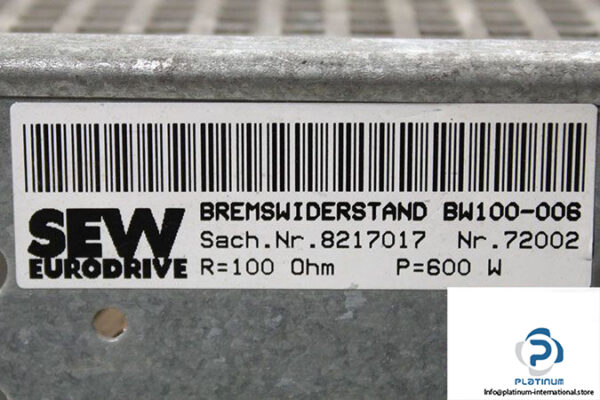 BREMSWIDERSTAND BW100-006
Sach.Nr.8217017 Nr.72002
R=100 Ohm P=600 W
SEW
EURODRIVE
PLATINUM
Info@platinum-international.store